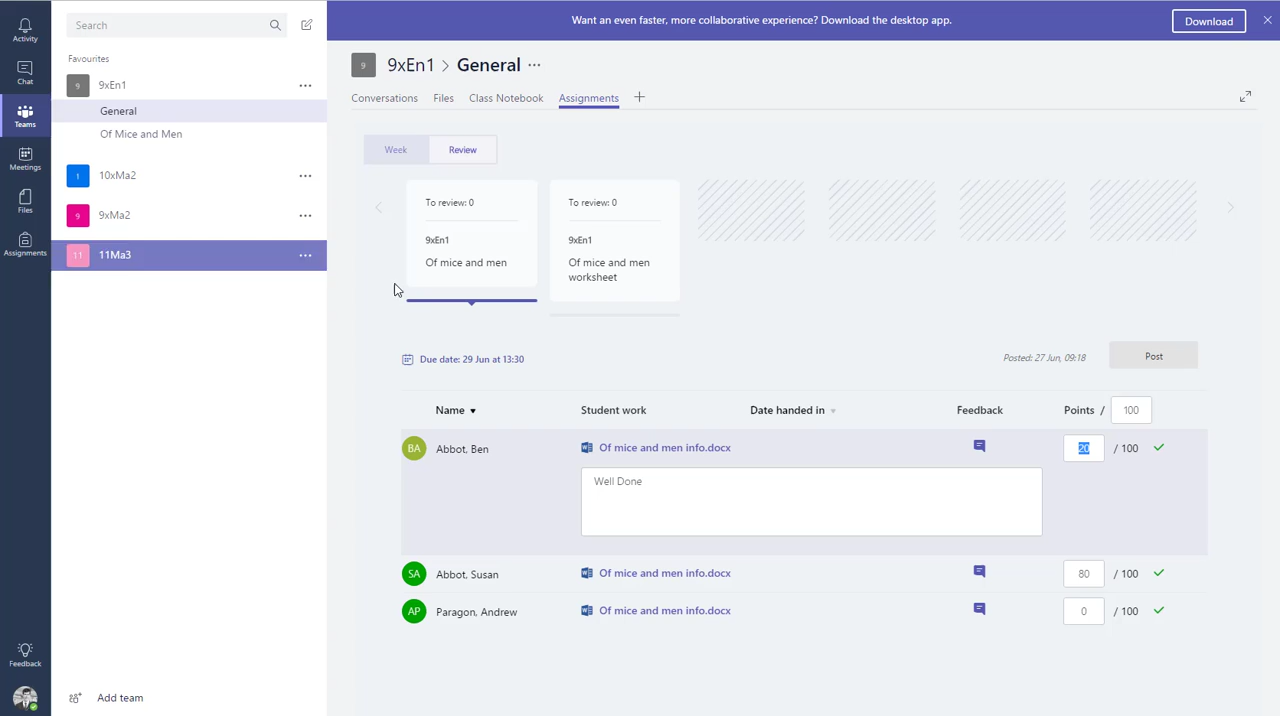 Want an even faster, more collaborative experience? Download the desktop app.
Download
Activity
Chat
Teams
Meetings
Files
Assignments
Feedback
Search
Favourites
9 9xEn1 ...
General
Of Mice and Men
1 10xMa2 ...
9 9xMa2 ...
11 11Ma3 ...
Add team
9 9xEn1 > General ...
Conversations Files Class Notebook Assignments +
Week Review
To review: 0
9xEn1
Of mice and men
To review: 0
9xEn1
Of mice and men
worksheet
Due date: 29 Jun at 13:30
Posted: 27 Jun, 09:18
Post
Name Student work Date handed in Feedback Points / 100
BA Abbot, Ben Of mice and men info.docx 20 / 100
Well Done
SA Abbot, Susan Of mice and men info.docx 80 / 100
AP Paragon, Andrew Of mice and men info.docx 0 / 100